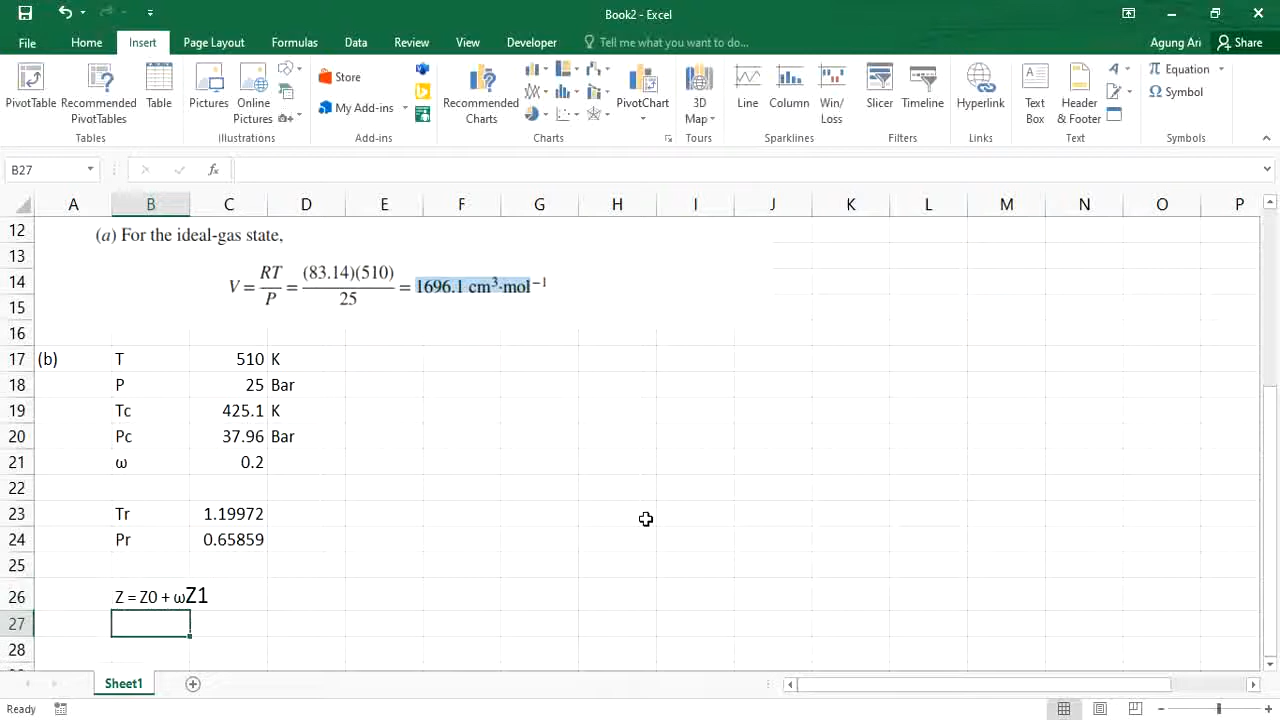 Book2 - Excel
File Home Insert Page Layout Formulas Data Review View Developer Tell me what you want to do... Agung Ari Share
PivotTable Recommended PivotTables Table Pictures Online Pictures Store My Add-ins Recommended Charts PivotChart 3D Map Line Column Win/Loss Slicer Timeline Hyperlink Text Box Header & Footer Equation Symbol
Tables Illustrations Add-ins Charts Tours Sparklines Filters Links Text Symbols
B27 fx
A B C D E F G H I J K L M N O P
12 (a) For the ideal-gas state,
13
14 V = RT/P = (83.14)(510)/25 = 1696.1 cm³·mol⁻¹
15
16
17 (b) T 510 K
18 P 25 Bar
19 Tc 425.1 K
20 Pc 37.96 Bar
21 ω 0.2
22
23 Tr 1.19972
24 Pr 0.65859
25
26 Z = Z0 + ωZ1
27
28
Sheet1
Ready